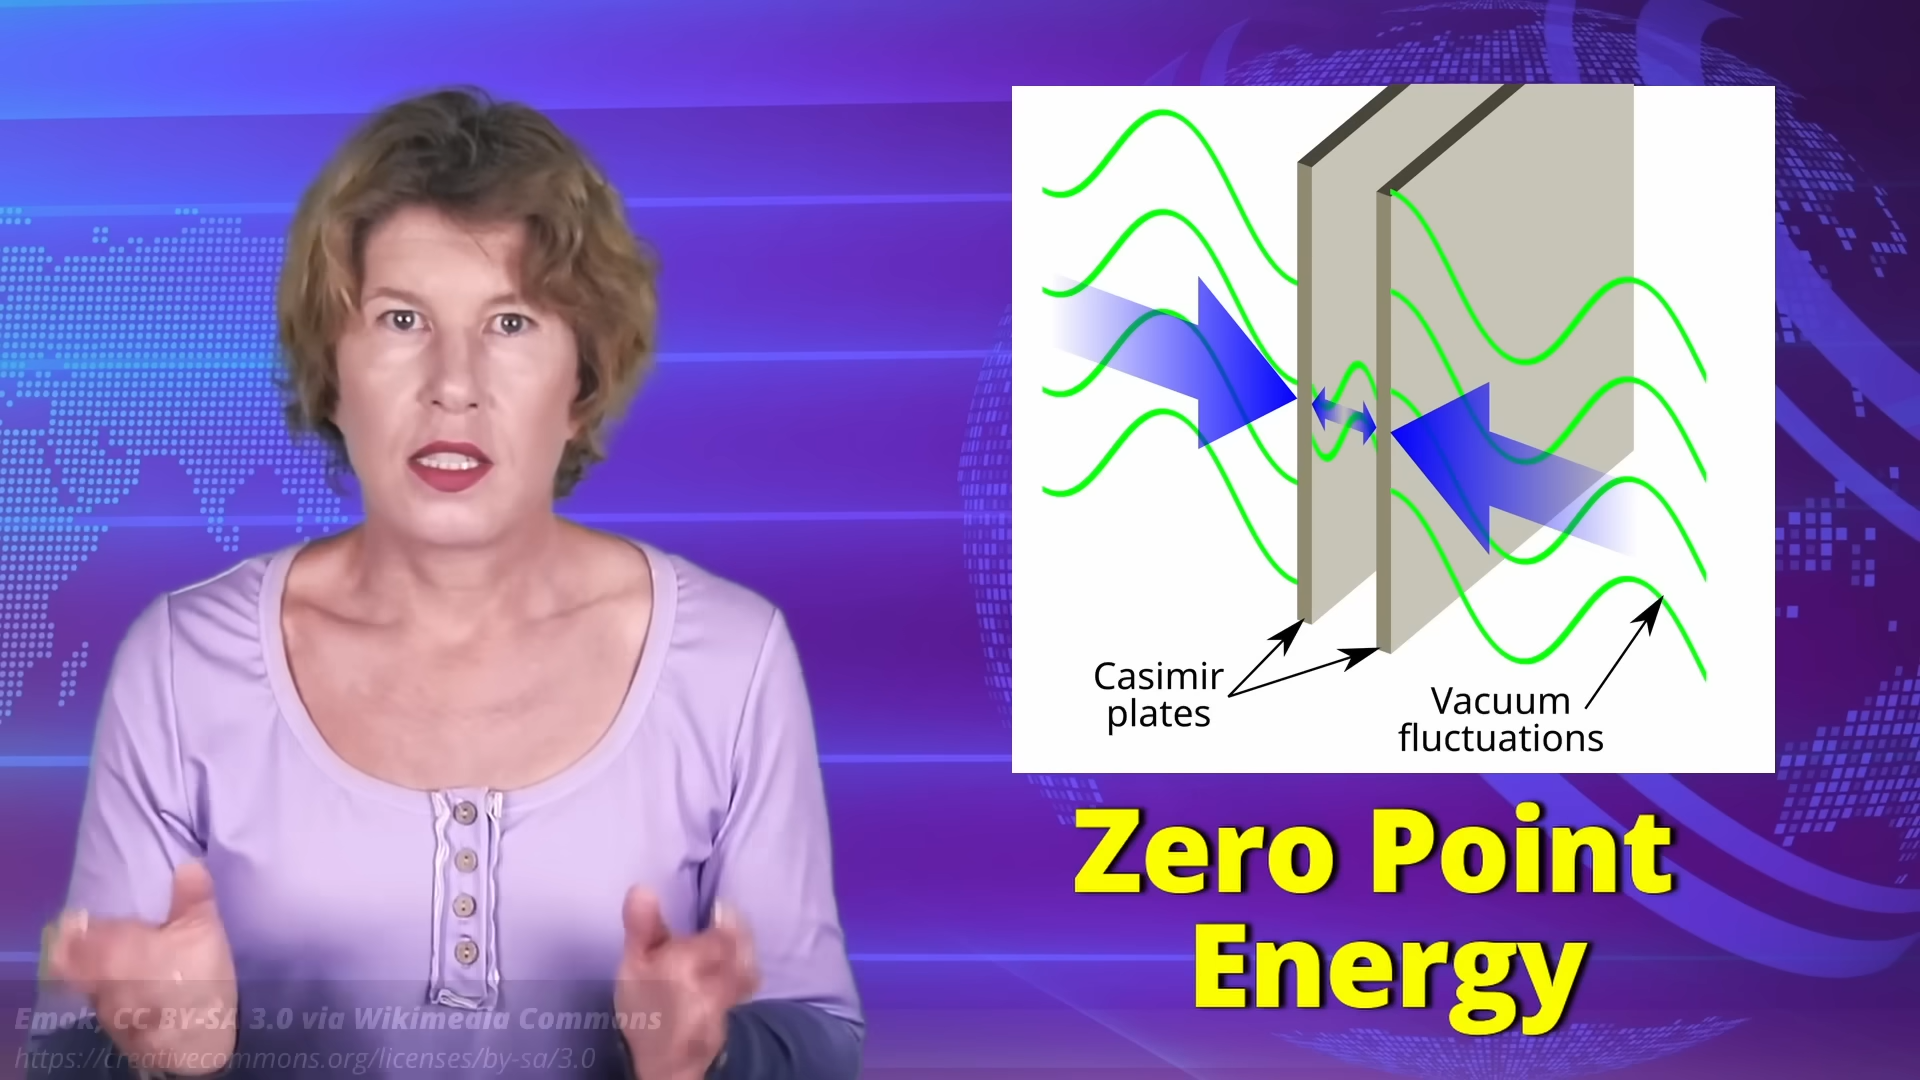 Casimir
plates
Vacuum
fluctuations
Zero Point
Energy
Emok, CC BY-SA 3.0 via Wikimedia Commons
https://creativecommons.org/licenses/by-sa/3.0